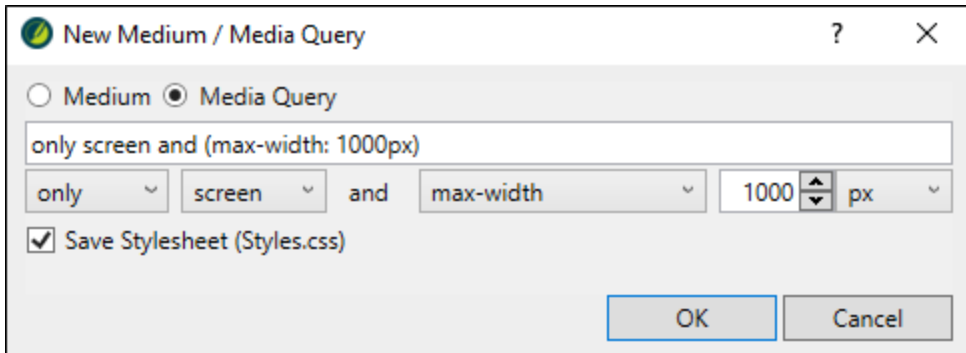 New Medium / Media Query ?
Medium Media Query
only screen and (max-width: 1000px)
only screen and max-width 1000 px
Save Stylesheet (Styles.css)
OK Cancel